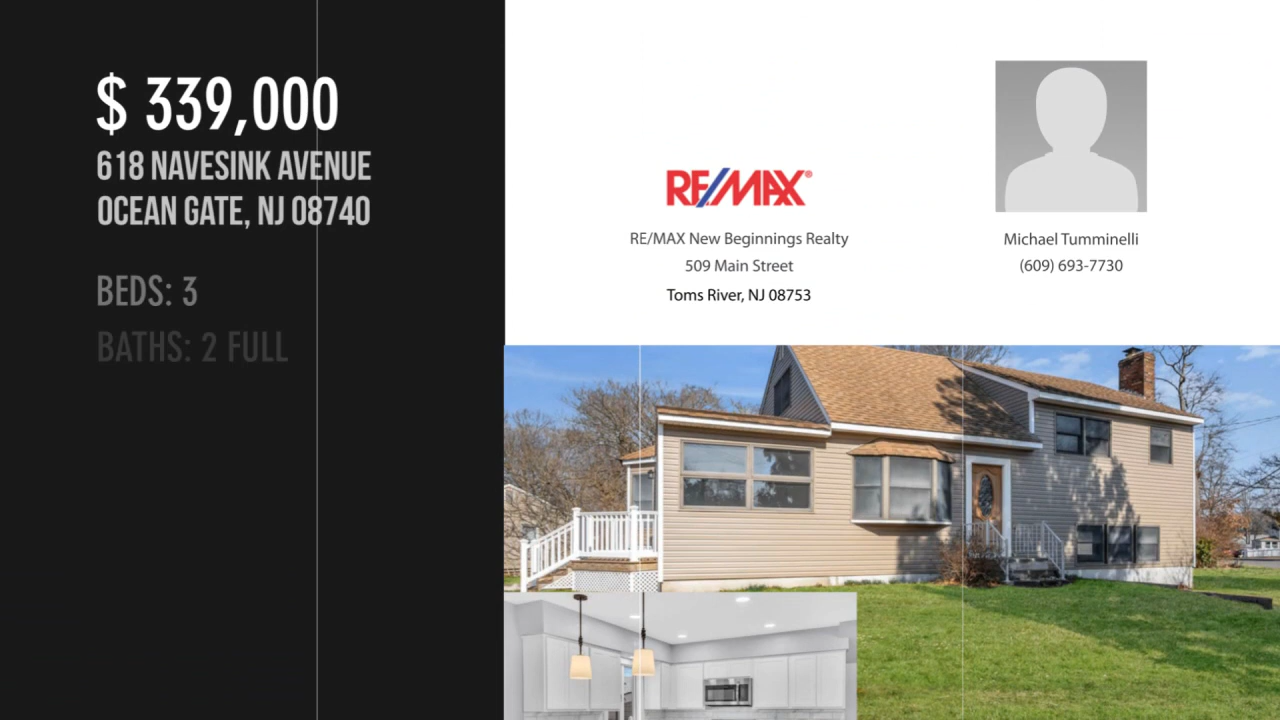 $ 339,000
618 NAVESINK AVENUE
OCEAN GATE, NJ 08740
BEDS: 3
BATHS: 2 FULL
RE/MAX®
RE/MAX New Beginnings Realty
509 Main Street
Toms River, NJ 08753
Michael Tumminelli
(609) 693-7730